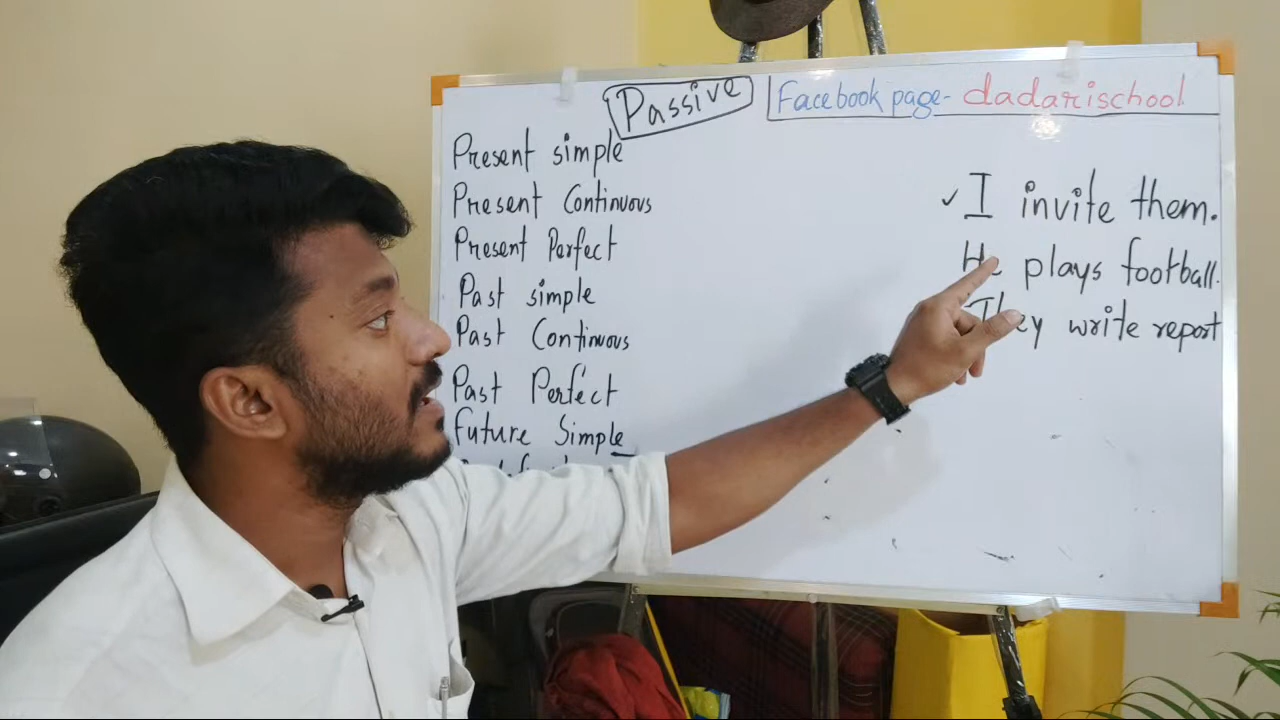 Passive
Facebook page- dadarischool
Present simple
Present Continuous
Present Perfect
Past simple
Past Continuous
Past Perfect
Future Simple
✓ I invite them.
He plays football.
They write report